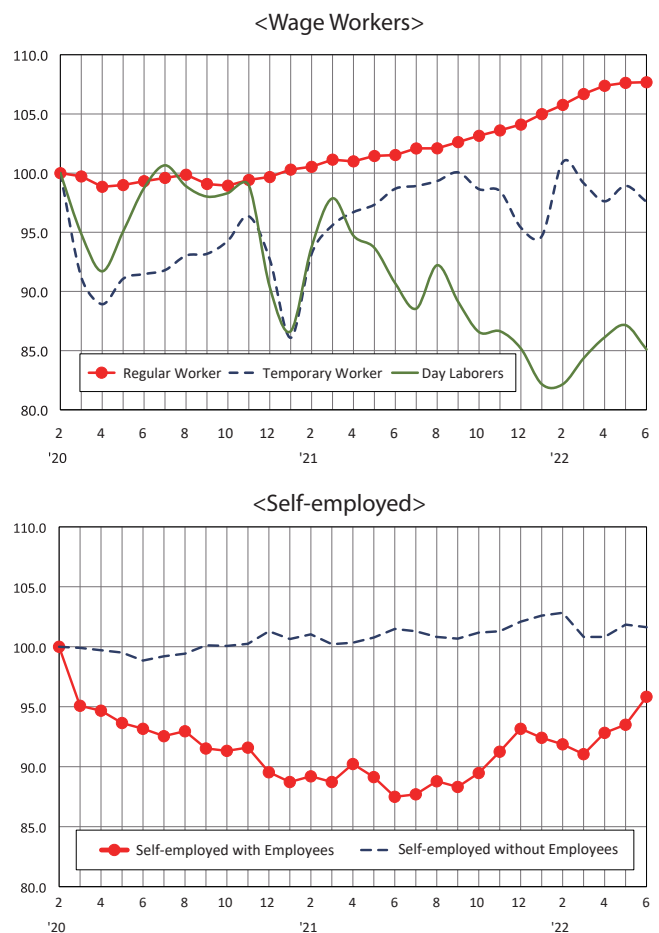 <Wage Workers>
110.0
105.0
100.0
95.0
90.0
85.0
80.0
Regular Worker Temporary Worker Day Laborers
2 4 6 8 10 12 2 4 6 8 10 12 2 4 6
'20 '21 '22
<Self-employed>
110.0
105.0
100.0
95.0
90.0
85.0
80.0
Self-employed with Employees Self-employed without Employees
2 4 6 8 10 12 2 4 6 8 10 12 2 4 6
'20 '21 '22